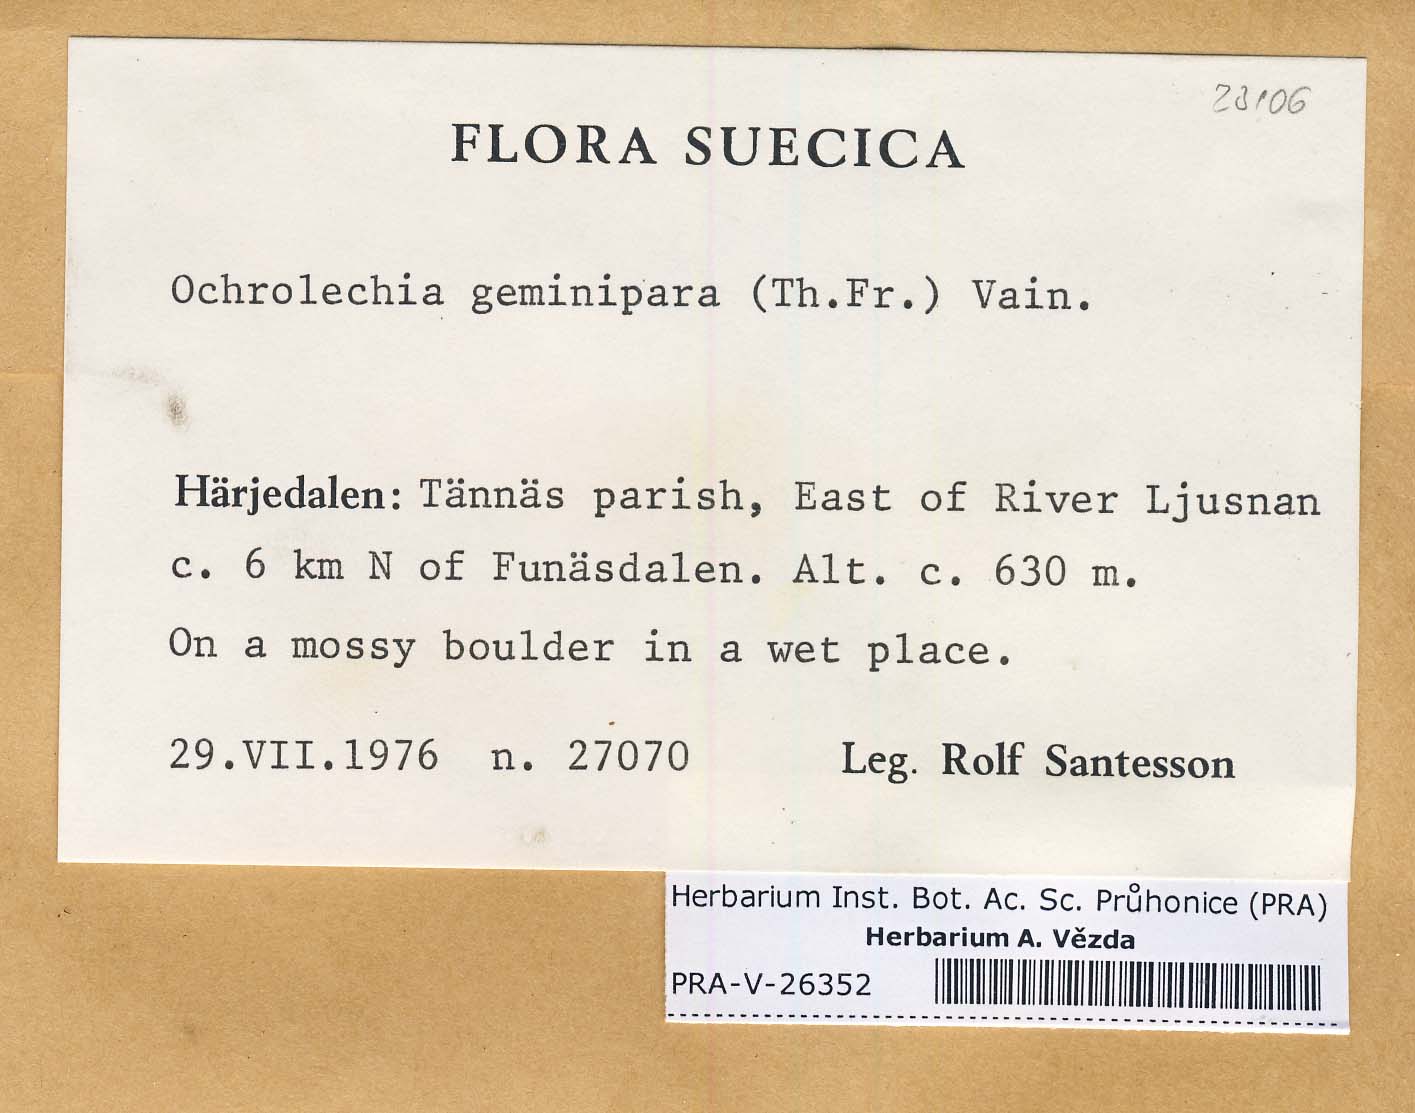 28106
FLORA SUECICA
Ochrolechia geminipara (Th.Fr.) Vain.
Härjedalen: Tännäs parish, East of River Ljusnan
c. 6 km N of Funäsdalen. Alt. c. 630 m.
On a mossy boulder in a wet place.
29.VII.1976 n. 27070 Leg. Rolf Santesson
Herbarium Inst. Bot. Ac. Sc. Průhonice (PRA)
Herbarium A. Vězda
PRA-V-26352